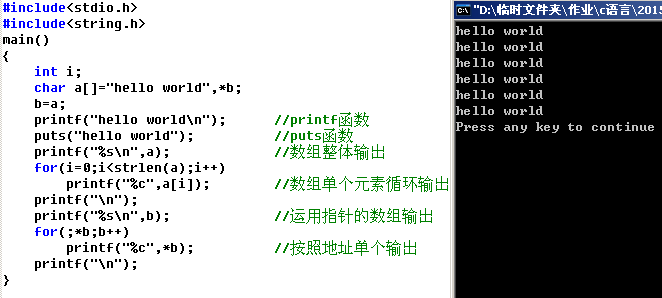 #include<stdio.h>
#include<string.h>
main()
{
    int i;
    char a[]="hello world",*b;
    b=a;
    printf("hello world\n");      //printf函数
    puts("hello world");          //puts函数
    printf("%s\n",a);             //数组整体输出
    for(i=0;i<strlen(a);i++)
        printf("%c",a[i]);        //数组单个元素循环输出
    printf("\n");
    printf("%s\n",b);             //运用指针的数组输出
    for(;*b;b++)
        printf("%c",*b);          //按照地址单个输出
    printf("\n");
}
"D:\临时文件夹\作业\c语言\2015
hello world
hello world
hello world
hello world
hello world
hello world
Press any key to continue